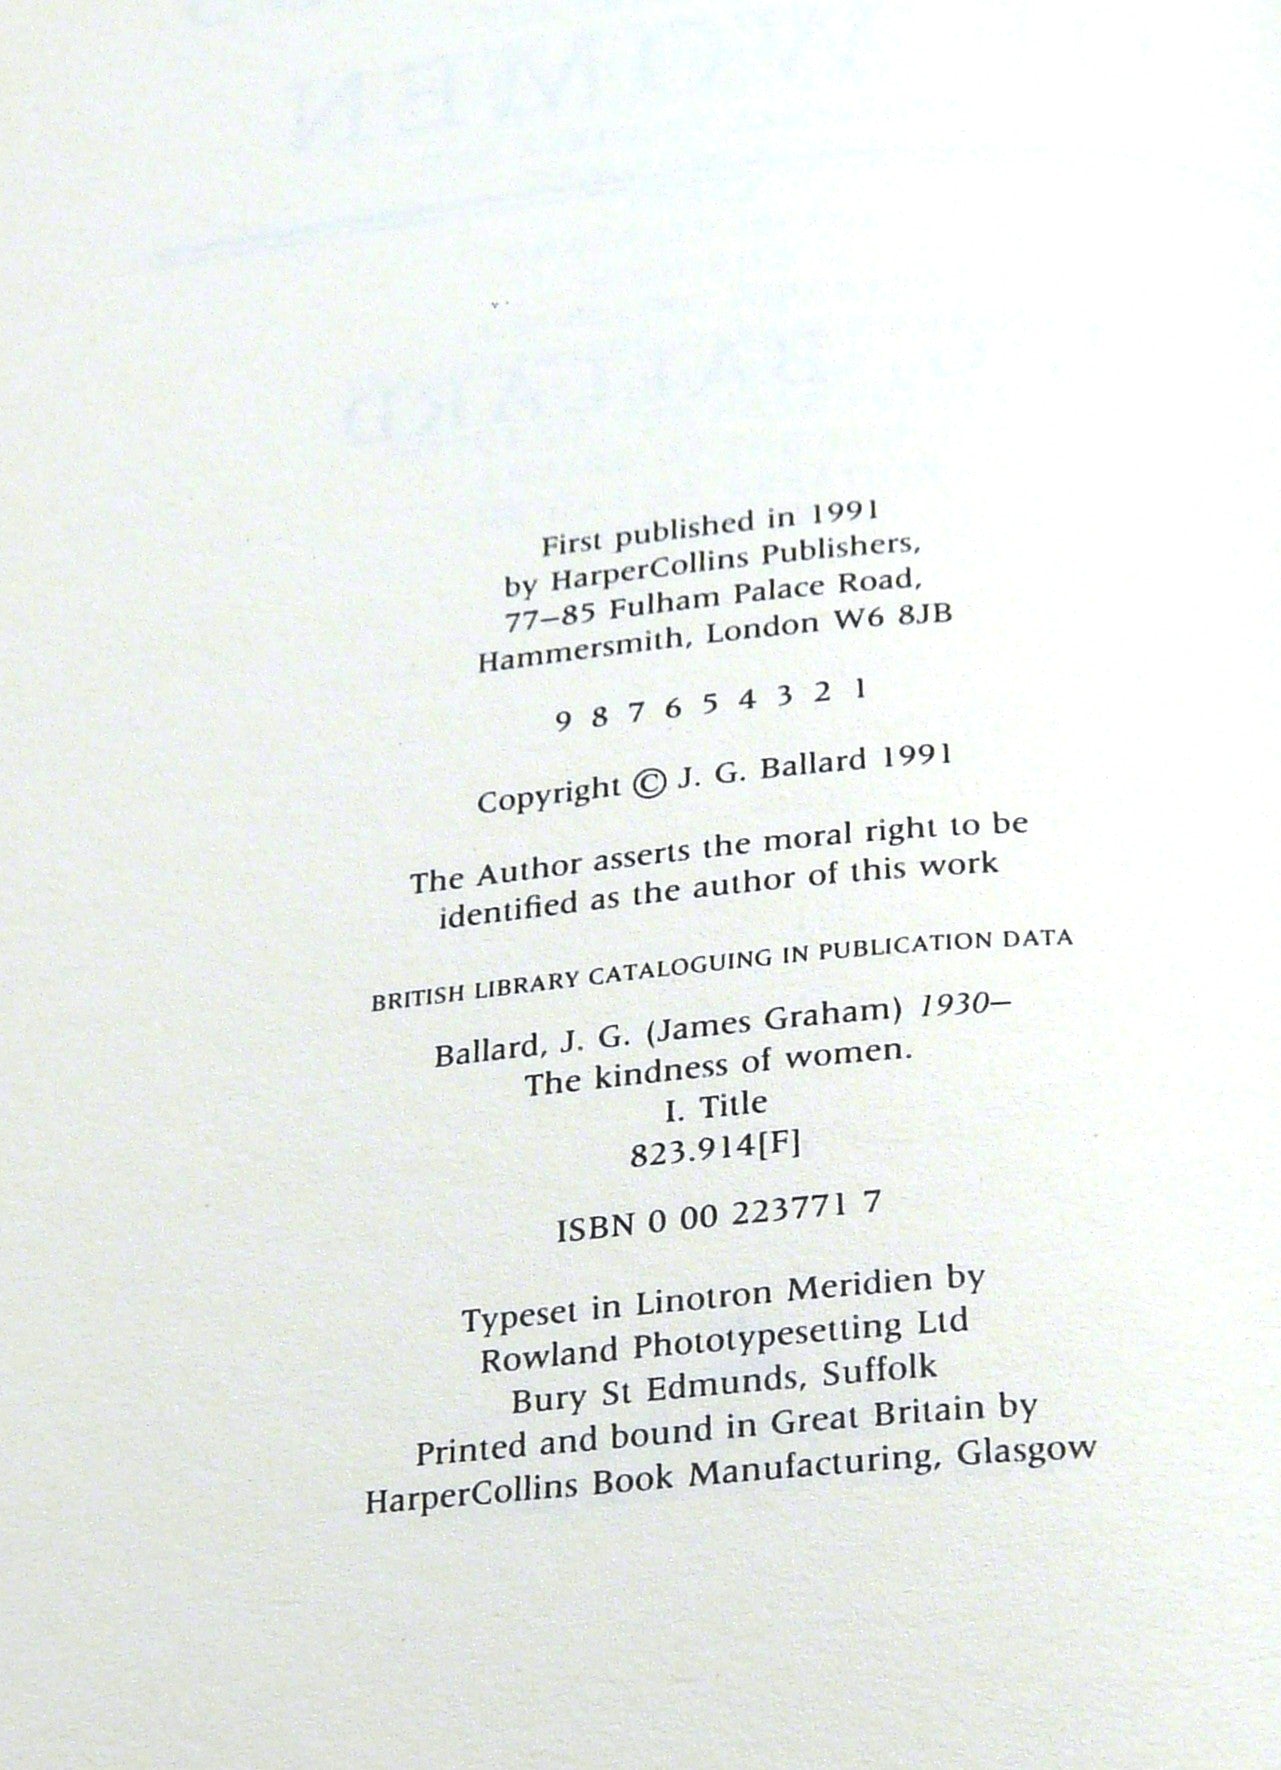 First published in 1991
by HarperCollins Publishers,
77–85 Fulham Palace Road,
Hammersmith, London W6 8JB
9 8 7 6 5 4 3 2 1
Copyright © J. G. Ballard 1991
The Author asserts the moral right to be
identified as the author of this work
BRITISH LIBRARY CATALOGUING IN PUBLICATION DATA
Ballard, J. G. (James Graham) 1930–
The kindness of women.
I. Title
823.914[F]
ISBN 0 00 223771 7
Typeset in Linotron Meridien by
Rowland Phototypesetting Ltd
Bury St Edmunds, Suffolk
Printed and bound in Great Britain by
HarperCollins Book Manufacturing, Glasgow